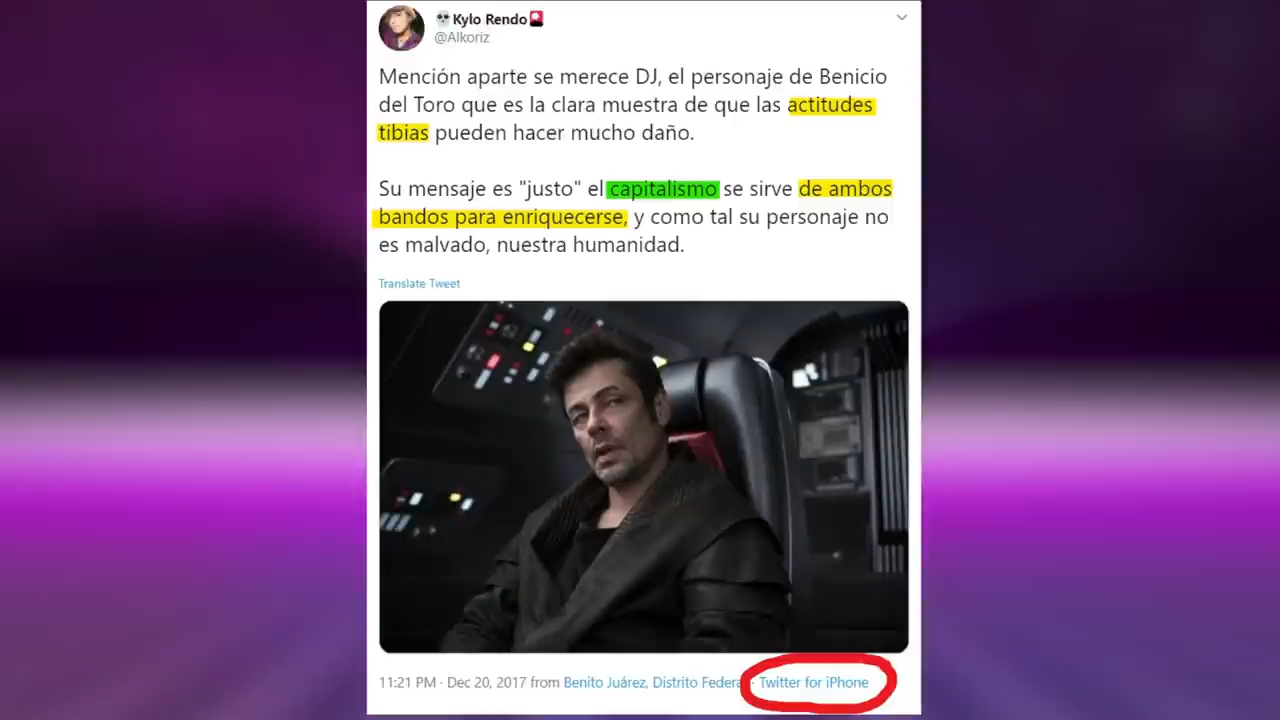 💀Kylo Rendo🎴
@Alkoriz
Mención aparte se merece DJ, el personaje de Benicio
del Toro que es la clara muestra de que las actitudes
tibias pueden hacer mucho daño.
Su mensaje es "justo" el capitalismo se sirve de ambos
bandos para enriquecerse, y como tal su personaje no
es malvado, nuestra humanidad.
Translate Tweet
11:21 PM · Dec 20, 2017 from Benito Juárez, Distrito Federa · Twitter for iPhone